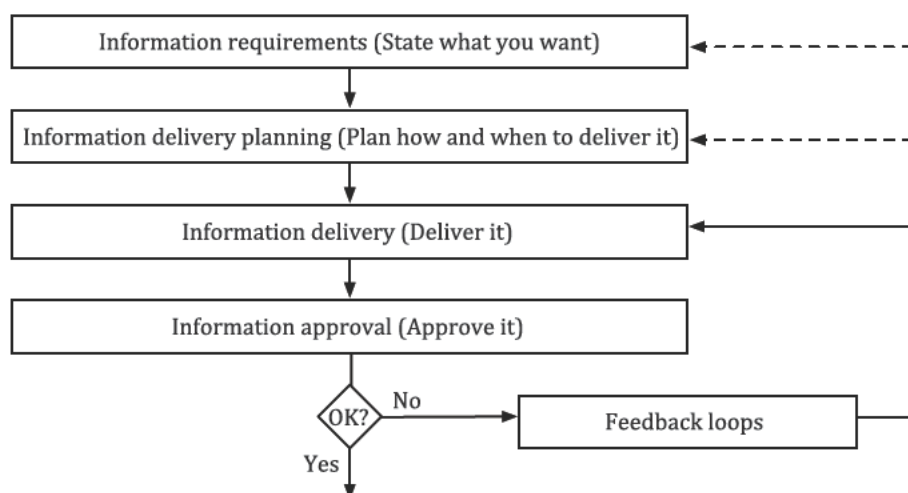 Information requirements (State what you want)
Information delivery planning (Plan how and when to deliver it)
Information delivery (Deliver it)
Information approval (Approve it)
OK?
No
Feedback loops
Yes